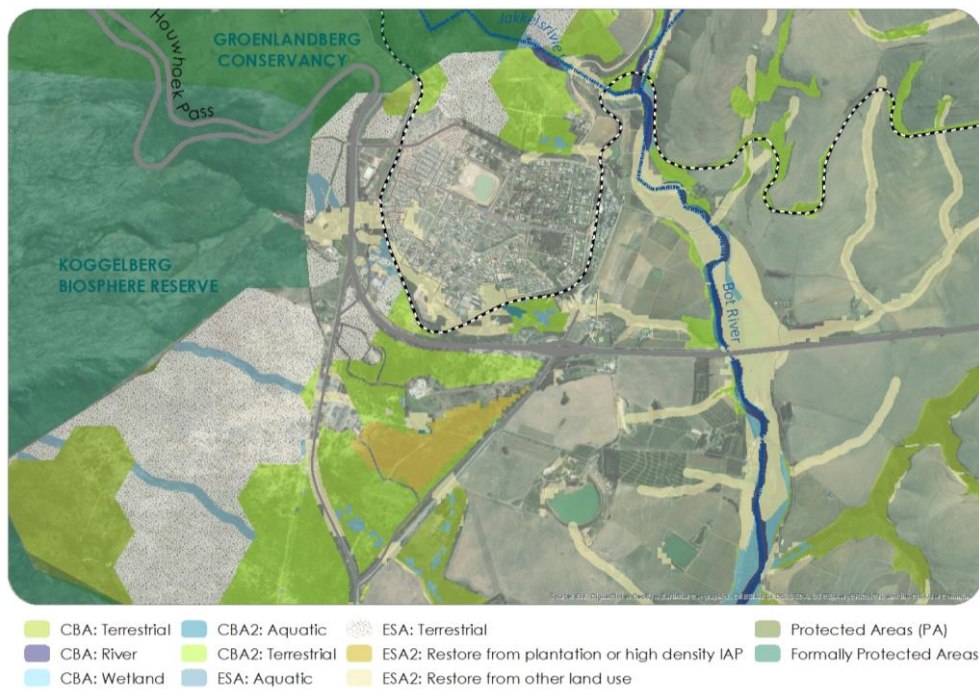 Jakkelsrivie
Houwhoek Pass
GROENLANDBERG
CONSERVANCY
KOGGELBERG
BIOSPHERE RESERVE
Bot River
CBA: Terrestrial
CBA: River
CBA: Wetland
CBA2: Aquatic
CBA2: Terrestrial
ESA: Aquatic
ESA: Terrestrial
ESA2: Restore from plantation or high density IAP
ESA2: Restore from other land use
Protected Areas (PA)
Formally Protected Areas